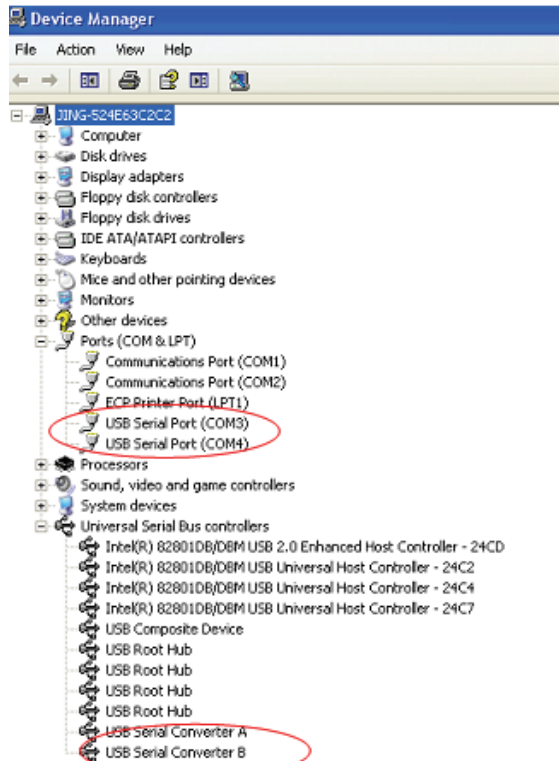 Device Manager
File Action View Help
JING-524E63C2C2
Computer
Disk drives
Display adapters
Floppy disk controllers
Floppy disk drives
IDE ATA/ATAPI controllers
Keyboards
Mice and other pointing devices
Monitors
Other devices
Ports (COM & LPT)
Communications Port (COM1)
Communications Port (COM2)
ECP Printer Port (LPT1)
USB Serial Port (COM3)
USB Serial Port (COM4)
Processors
Sound, video and game controllers
System devices
Universal Serial Bus controllers
Intel(R) 82801DB/DBM USB 2.0 Enhanced Host Controller - 24CD
Intel(R) 82801DB/DBM USB Universal Host Controller - 24C2
Intel(R) 82801DB/DBM USB Universal Host Controller - 24C4
Intel(R) 82801DB/DBM USB Universal Host Controller - 24C7
USB Composite Device
USB Root Hub
USB Root Hub
USB Root Hub
USB Root Hub
USB Serial Converter A
USB Serial Converter B